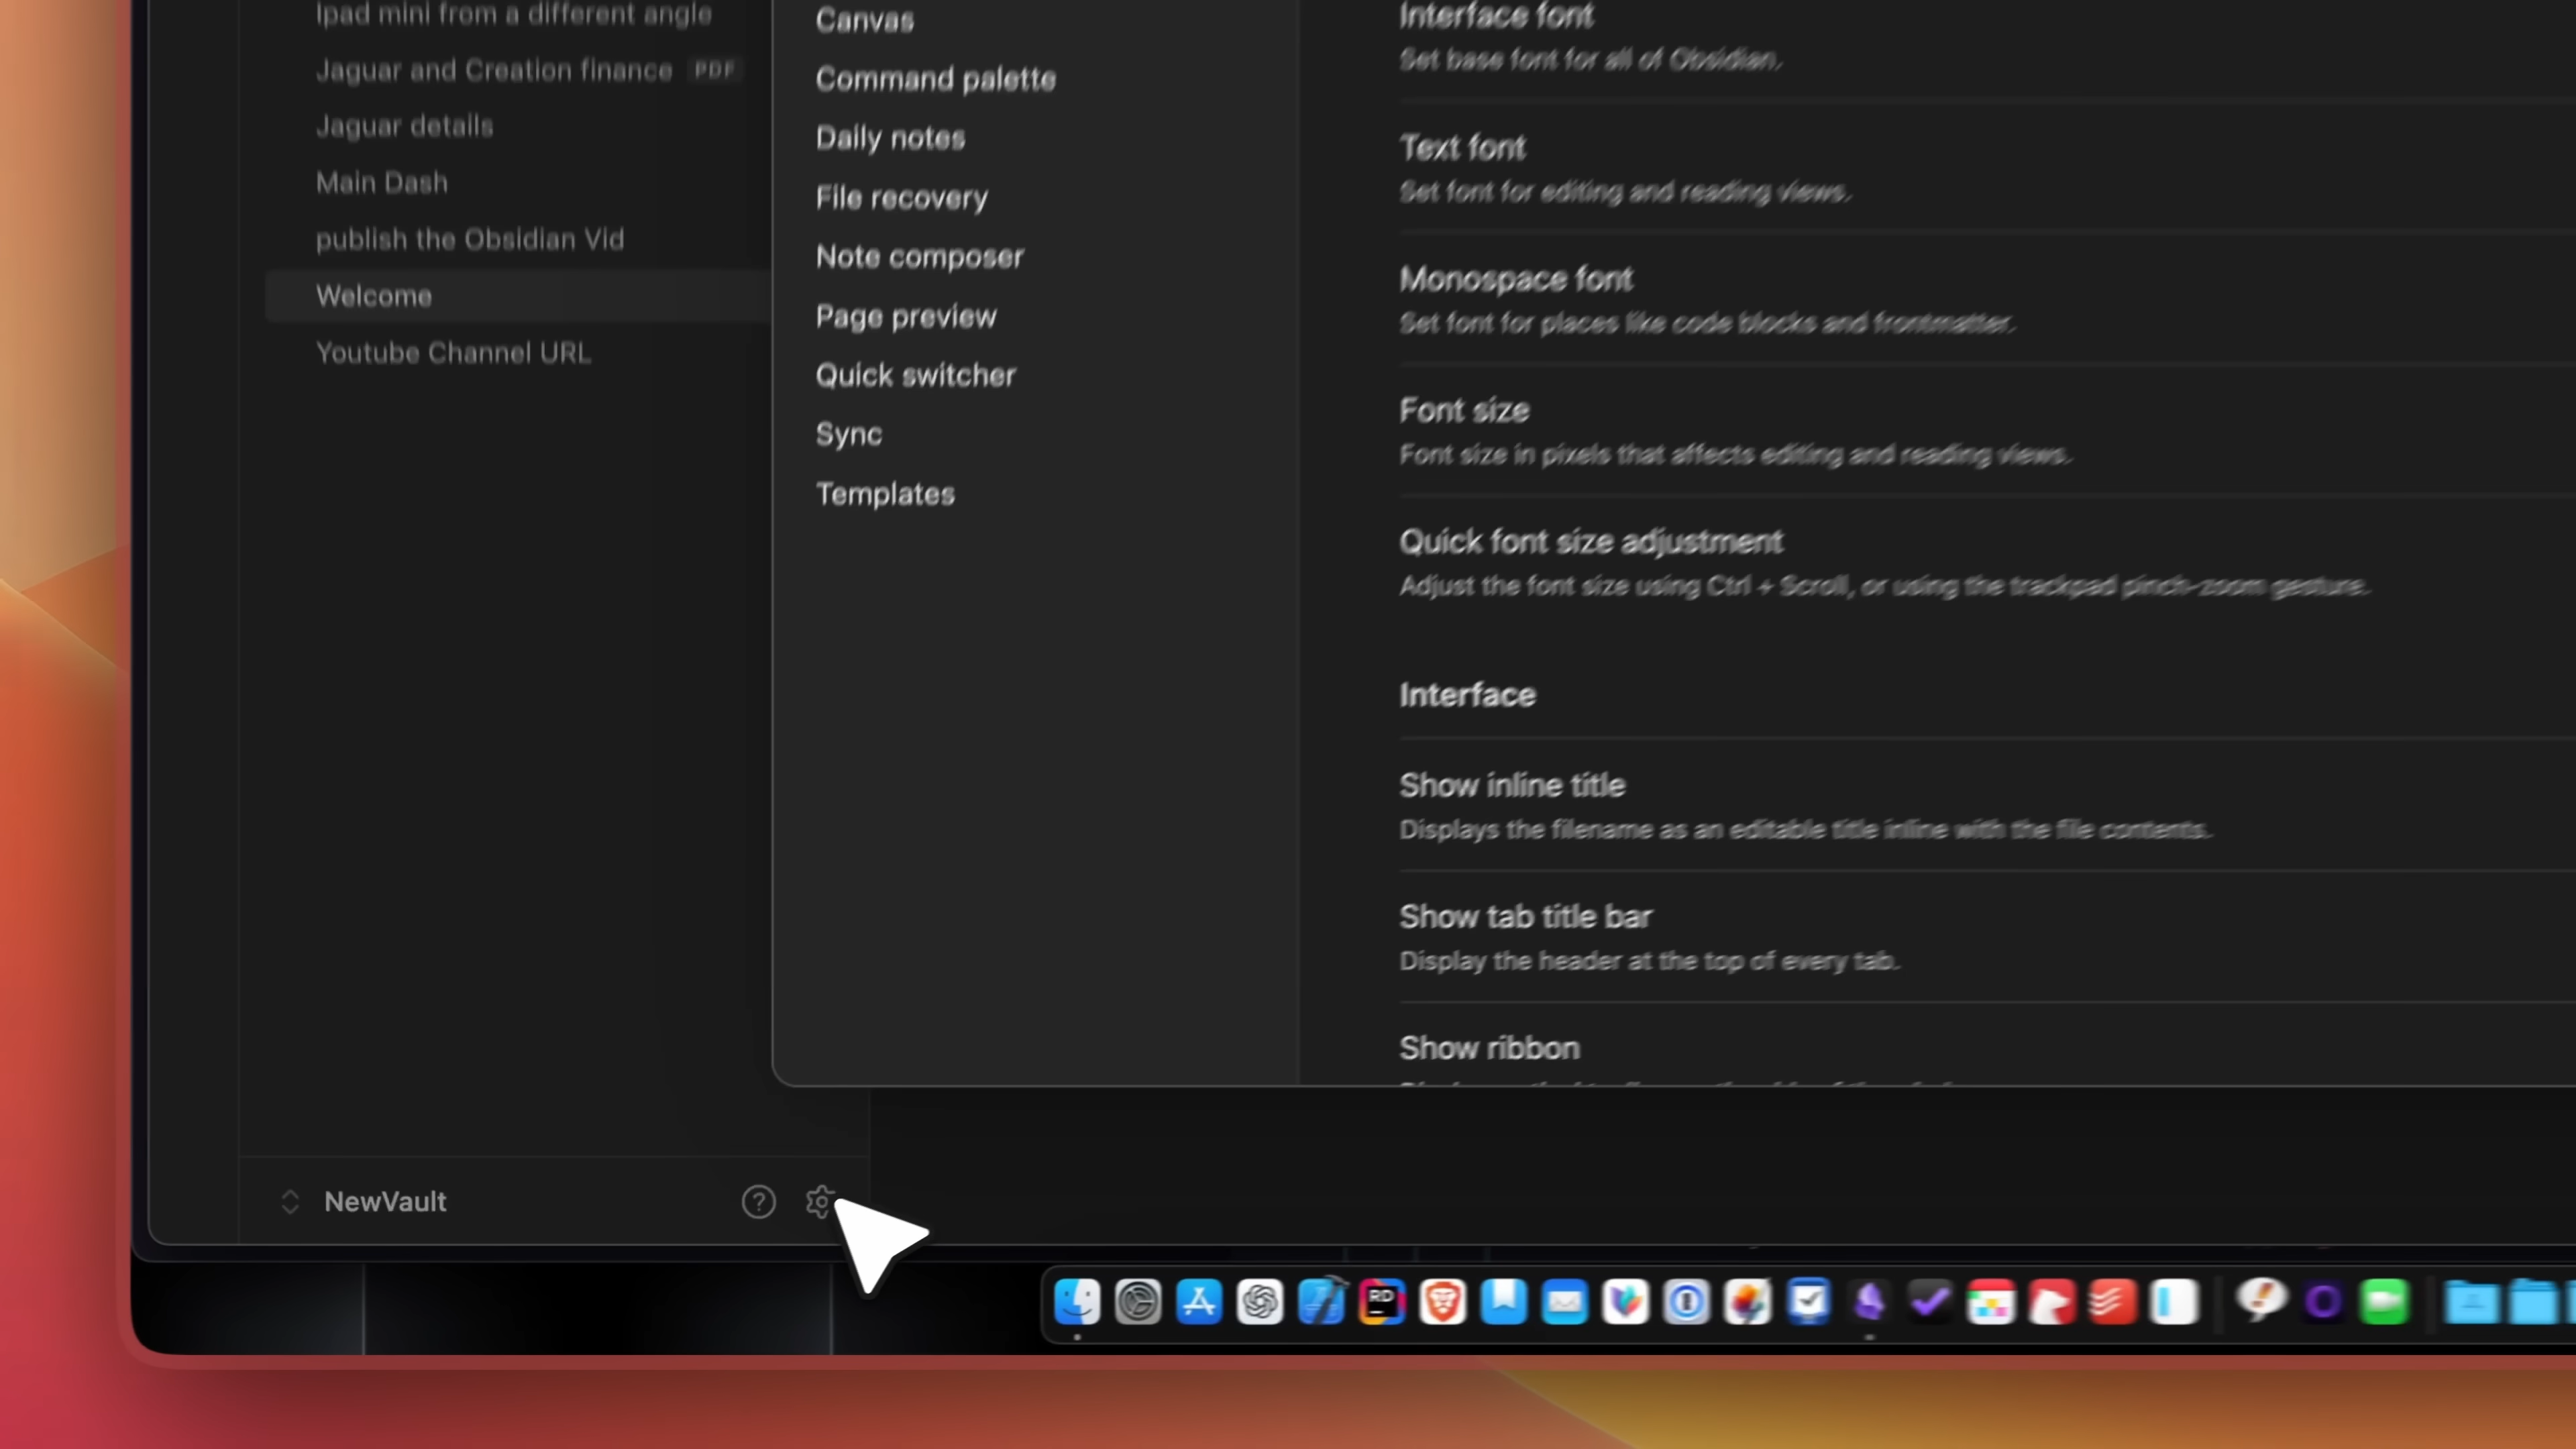 Ipad mini from a different angle
Jaguar and Creation finance PDF
Jaguar details
Main Dash
publish the Obsidian Vid
Welcome
Youtube Channel URL
NewVault
Canvas
Command palette
Daily notes
File recovery
Note composer
Page preview
Quick switcher
Sync
Templates
Interface font
Set base font for all of Obsidian.
Text font
Set font for editing and reading views.
Monospace font
Set font for places like code blocks and frontmatter.
Font size
Font size in pixels that affects editing and reading views.
Quick font size adjustment
Adjust the font size using Ctrl + Scroll, or using the trackpad pinch-zoom gesture.
Interface
Show inline title
Displays the filename as an editable title inline with the file contents.
Show tab title bar
Display the header at the top of every tab.
Show ribbon
RD